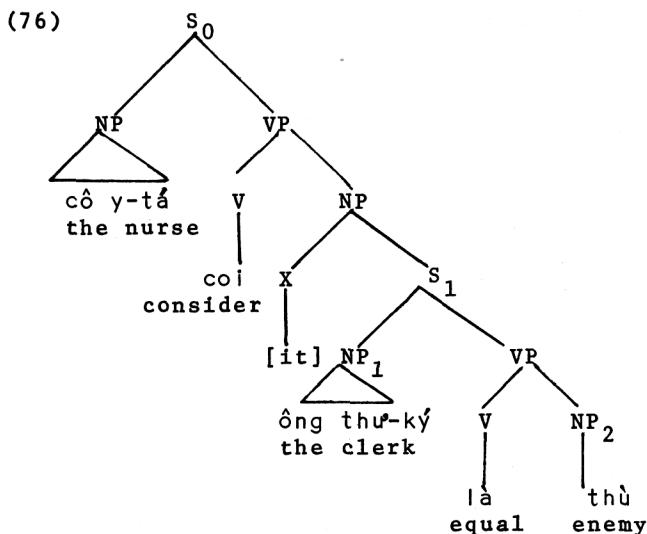 (76)
S0
NP VP
cô y-tá V NP
the nurse
coi X S1
consider
[it] NP1 VP
ông thư-ký V NP2
the clerk
là thù
equal enemy